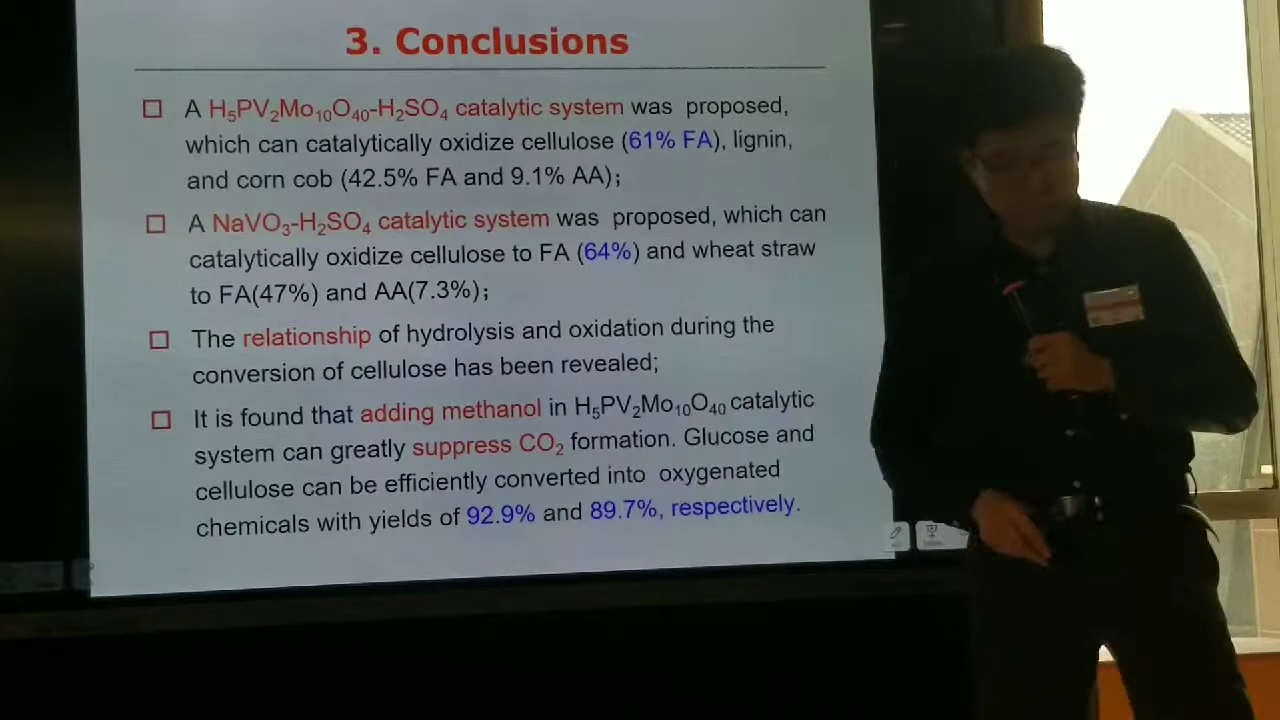 3. Conclusions
A H₅PV₂Mo₁₀O₄₀-H₂SO₄ catalytic system was proposed,
which can catalytically oxidize cellulose (61% FA), lignin,
and corn cob (42.5% FA and 9.1% AA);
A NaVO₃-H₂SO₄ catalytic system was proposed, which can
catalytically oxidize cellulose to FA (64%) and wheat straw
to FA(47%) and AA(7.3%);
The relationship of hydrolysis and oxidation during the
conversion of cellulose has been revealed;
It is found that adding methanol in H₅PV₂Mo₁₀O₄₀ catalytic
system can greatly suppress CO₂ formation. Glucose and
cellulose can be efficiently converted into oxygenated
chemicals with yields of 92.9% and 89.7%, respectively.